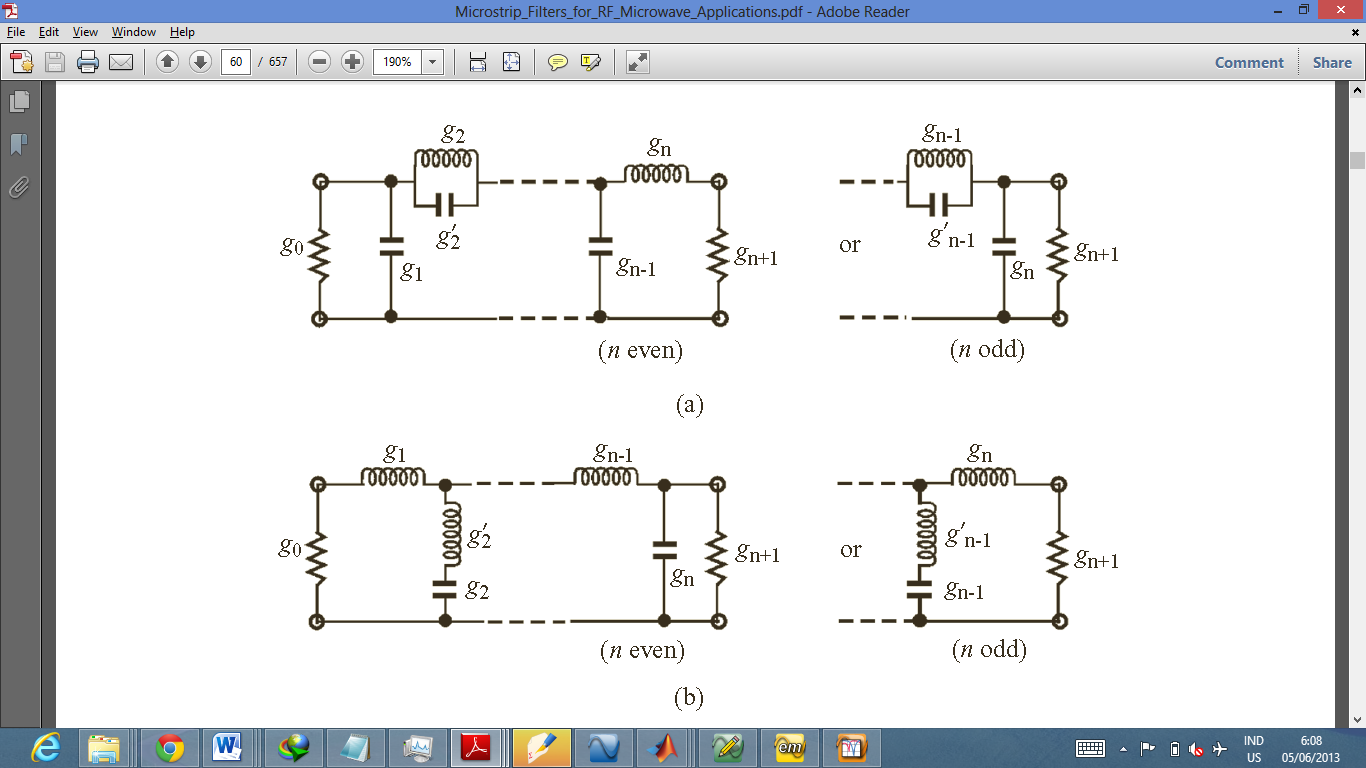 Microstrip_Filters_for_RF_Microwave_Applications.pdf - Adobe Reader
File Edit View Window Help
60 / 657 190% Comment Share
g2 gn gn-1
g0 g1 g′2 gn-1 gn+1 or g′n-1 gn gn+1
(n even) (n odd)
(a)
g1 gn-1 gn
g0 g′2 g2 gn gn+1 or g′n-1 gn-1 gn+1
(n even) (n odd)
(b)
IND 6:08
US 05/06/2013